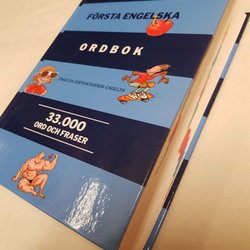 FÖRSTA ENGELSKA
ORDBOK
ENGELSK-SVENSK/SVENSK-ENGELSK
33.000
ORD OCH FRASER